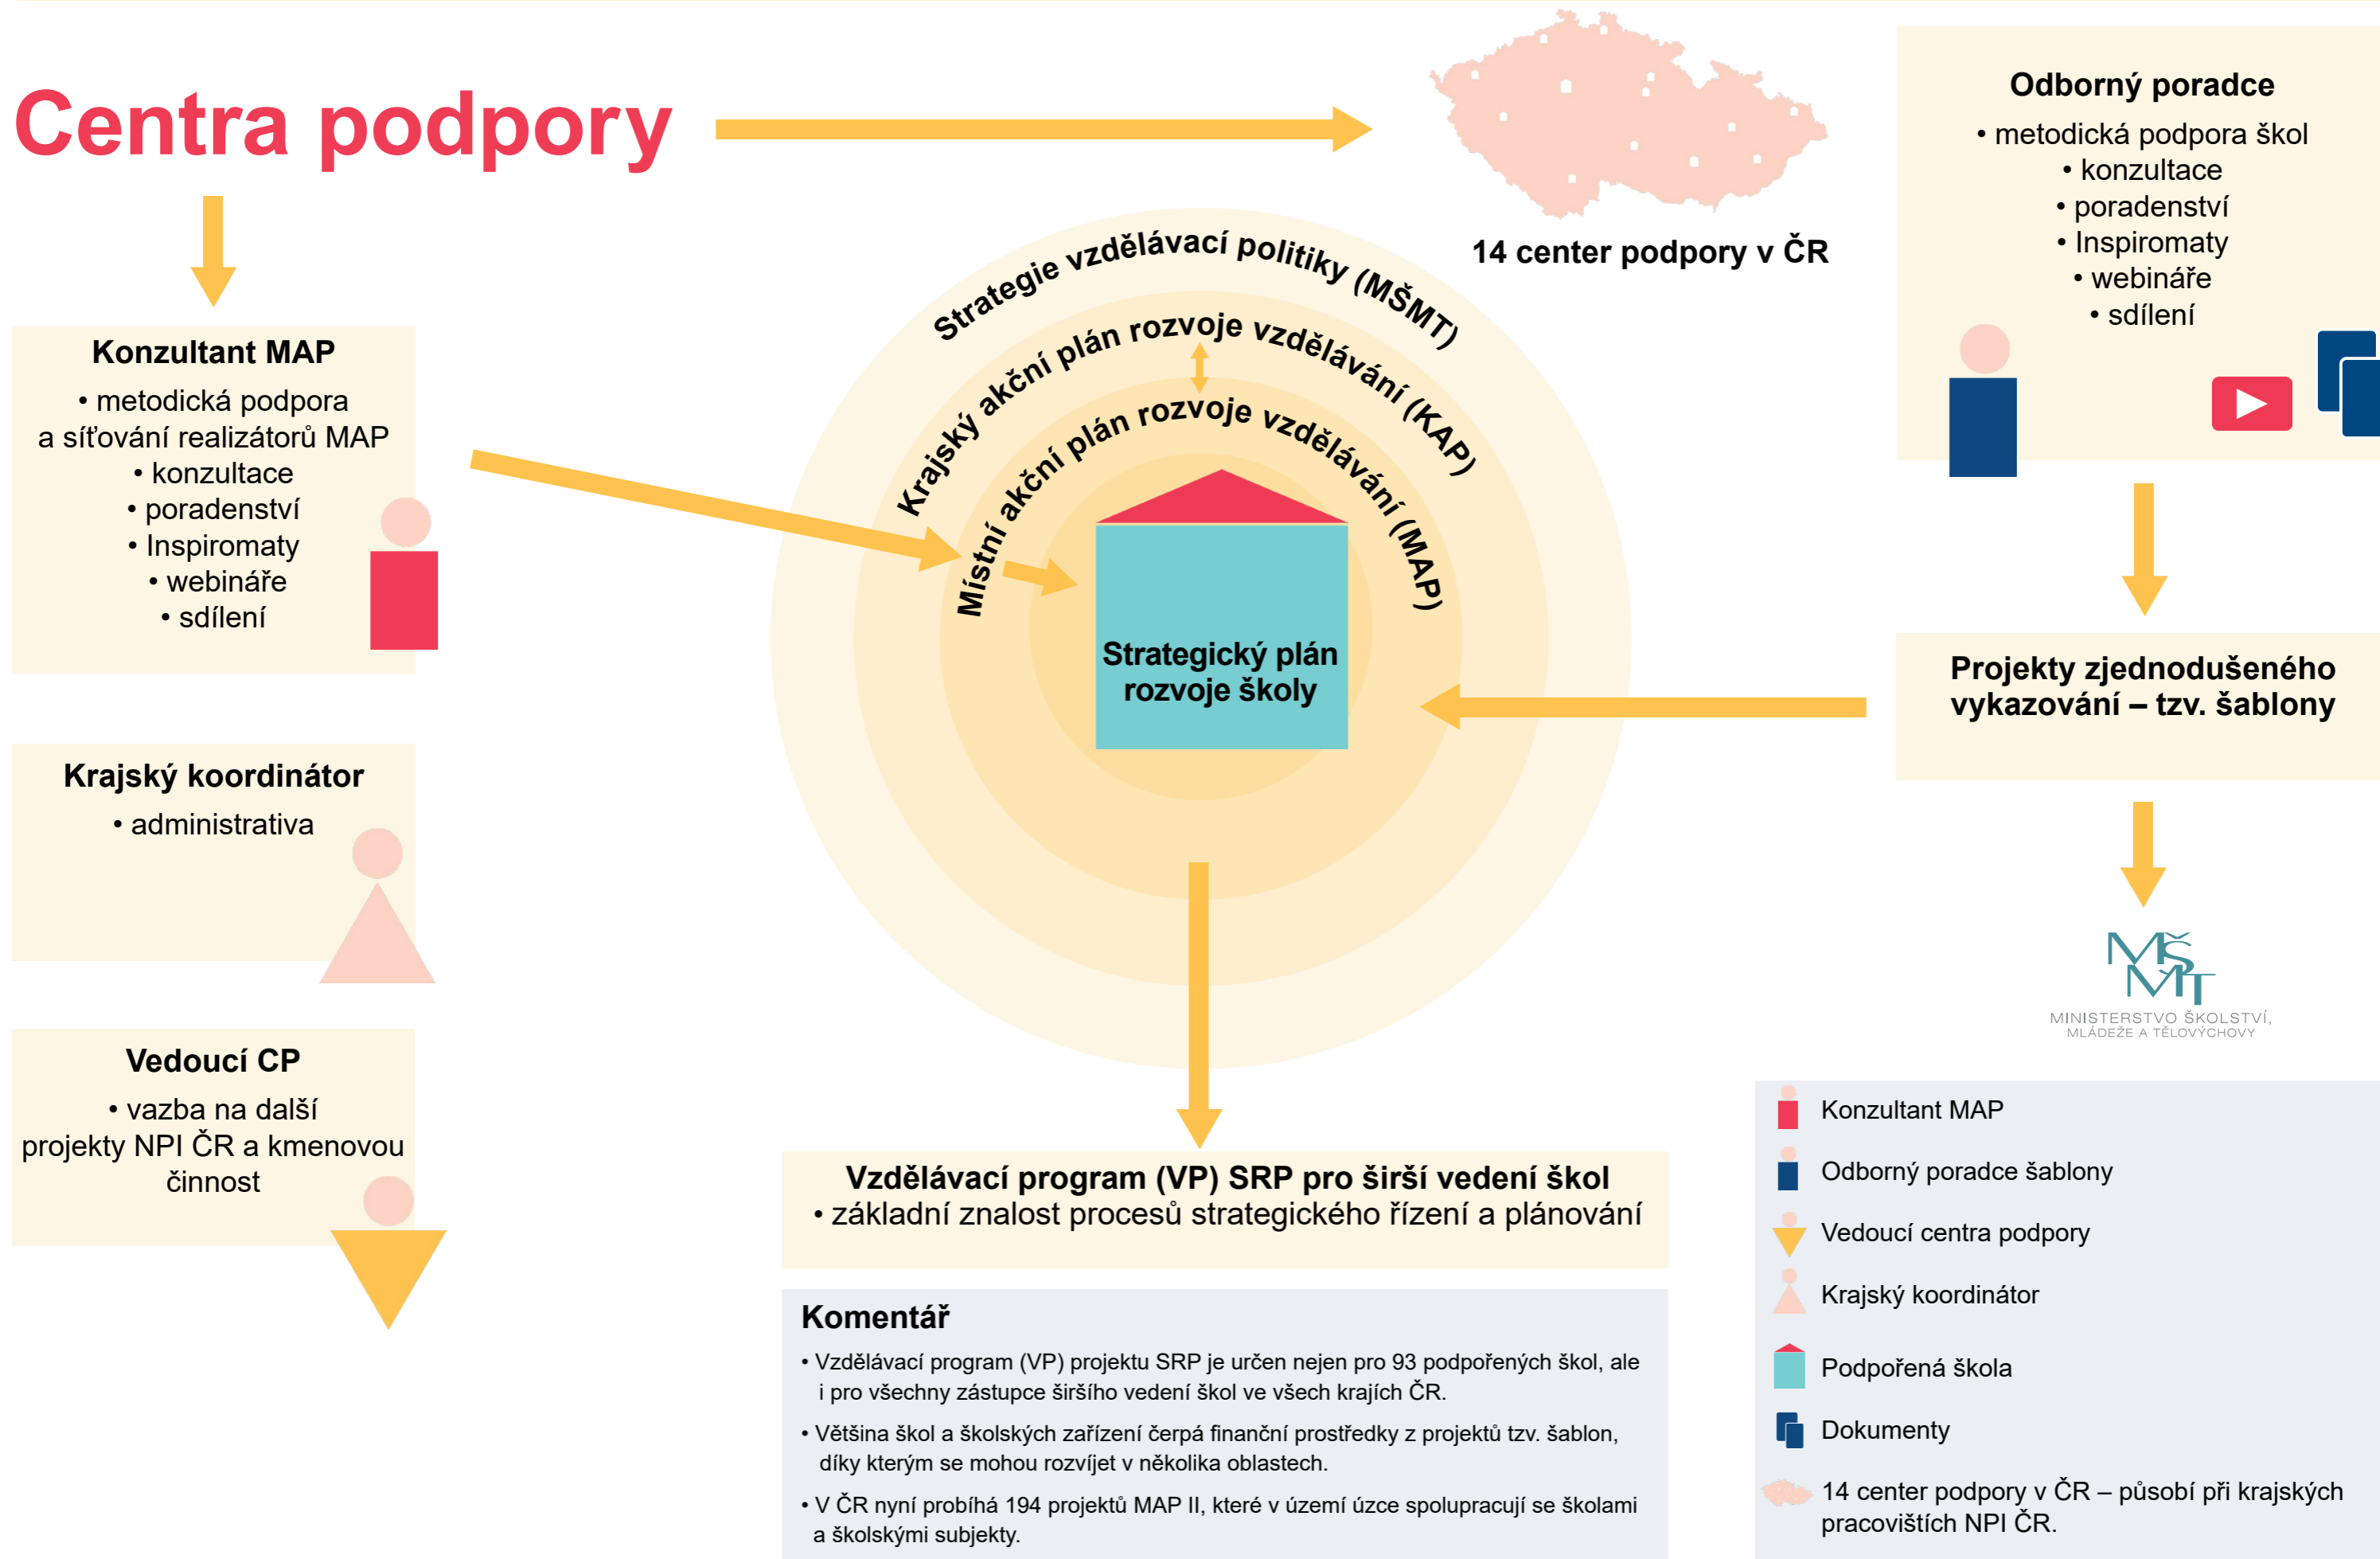 Centra podpory
14 center podpory v ČR
Konzultant MAP
• metodická podpora
a síťování realizátorů MAP
• konzultace
• poradenství
• Inspiromaty
• webináře
• sdílení
Krajský koordinátor
• administrativa
Vedoucí CP
• vazba na další
projekty NPI ČR a kmenovou
činnost
Strategie vzdělávací politiky (MŠMT)
Krajský akční plán rozvoje vzdělávání (KAP)
Místní akční plán rozvoje vzdělávání (MAP)
Strategický plán
rozvoje školy
Odborný poradce
• metodická podpora škol
• konzultace
• poradenství
• Inspiromaty
• webináře
• sdílení
Projekty zjednodušeného
vykazování – tzv. šablony
MŠMT
MINISTERSTVO ŠKOLSTVÍ,
MLÁDEŽE A TĚLOVÝCHOVY
Vzdělávací program (VP) SRP pro širší vedení škol
• základní znalost procesů strategického řízení a plánování
Komentář
• Vzdělávací program (VP) projektu SRP je určen nejen pro 93 podpořených škol, ale
i pro všechny zástupce širšího vedení škol ve všech krajích ČR.
• Většina škol a školských zařízení čerpá finanční prostředky z projektů tzv. šablon,
díky kterým se mohou rozvíjet v několika oblastech.
• V ČR nyní probíhá 194 projektů MAP II, které v území úzce spolupracují se školami
a školskými subjekty.
Konzultant MAP
Odborný poradce šablony
Vedoucí centra podpory
Krajský koordinátor
Podpořená škola
Dokumenty
14 center podpory v ČR – působí při krajských
pracovištích NPI ČR.